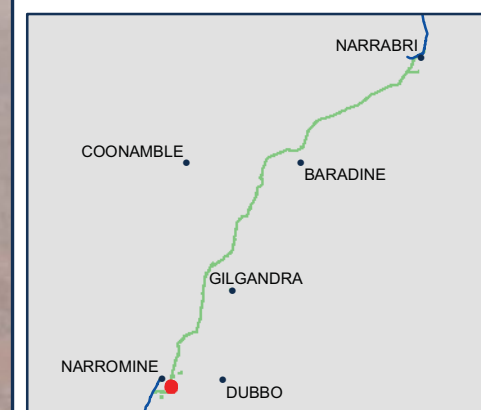 NARRABRI
COONAMBLE
BARADINE
GILGANDRA
NARROMINE
DUBBO